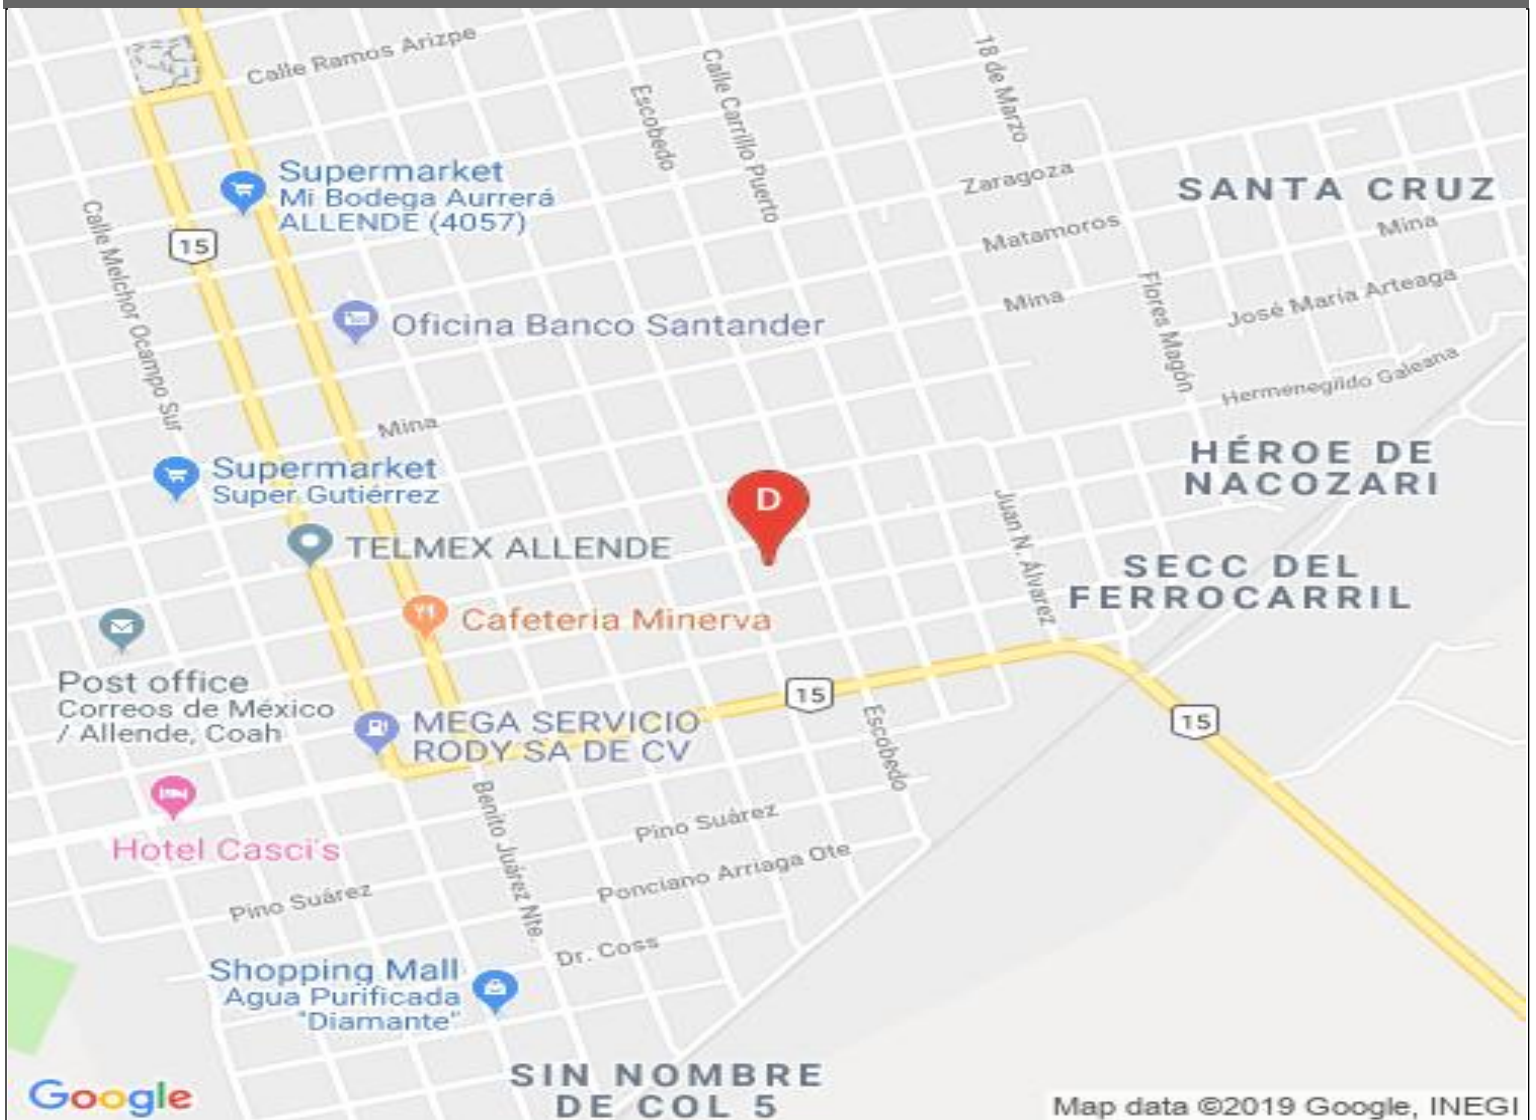 Calle Ramos Arizpe
Escobedo
Calle Carrillo Puerto
18 de Marzo
Zaragoza
SANTA CRUZ
Supermarket
Mi Bodega Aurrerá
ALLENDE (4057)
Calle Melchor Ocampo Sur
15
Matamoros
Mina
Mina
Flores Magón
José María Arteaga
Oficina Banco Santander
Hermenegildo Galeana
Mina
Supermarket
Super Gutiérrez
HÉROE DE
NACOZARI
D
Juan N. Álvarez
TELMEX ALLENDE
SECC DEL
FERROCARRIL
Cafeteria Minerva
Post office
Correos de México
/ Allende, Coah
15
15
MEGA SERVICIO
RODY SA DE CV
Escobedo
Hotel Casci's
Benito Juárez Nte.
Pino Suárez
Ponciano Arriaga Ote
Pino Suárez
Dr. Coss
Shopping Mall
Agua Purificada
"Diamante"
SIN NOMBRE
DE COL 5
Google
Map data ©2019 Google, INEGI